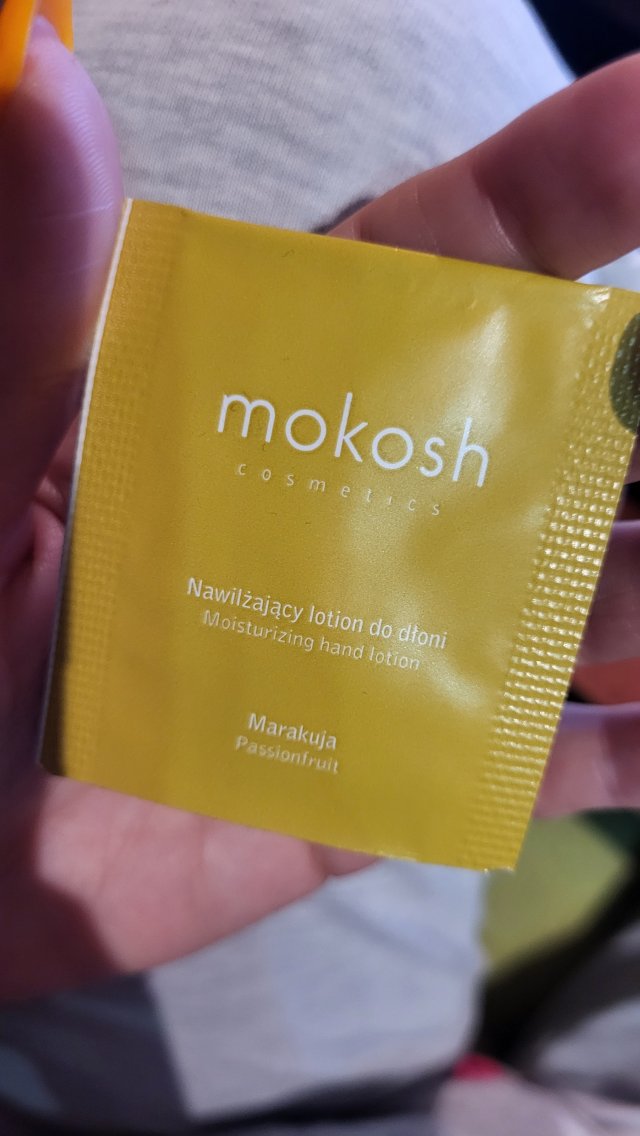 mokosh
cosmetics
Nawilżający lotion do dłoni
Moisturizing hand lotion
Marakuja
Passionfruit